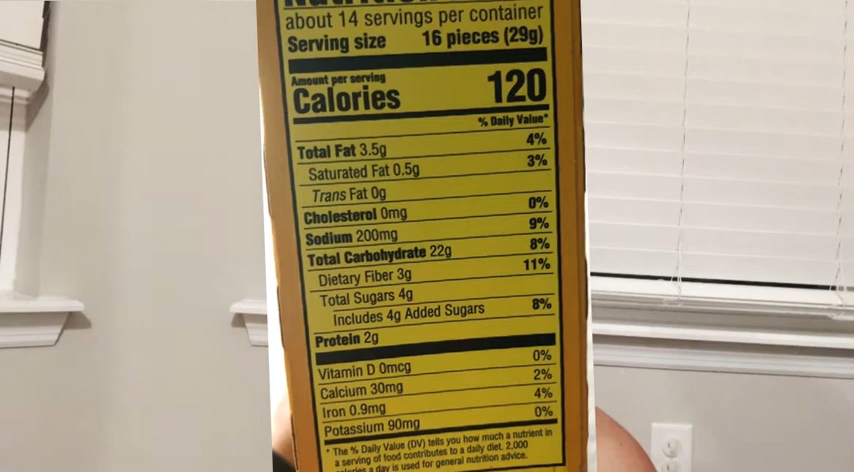 Nutrition
about 14 servings per container
Serving size 16 pieces (29g)
Amount per serving
Calories 120
% Daily Value*
Total Fat 3.5g 4%
Saturated Fat 0.5g 3%
Trans Fat 0g
Cholesterol 0mg 0%
Sodium 200mg 9%
Total Carbohydrate 22g 8%
Dietary Fiber 3g 11%
Total Sugars 4g
Includes 4g Added Sugars 8%
Protein 2g
Vitamin D 0mcg 0%
Calcium 30mg 2%
Iron 0.9mg 4%
Potassium 90mg 0%
* The % Daily Value (DV) tells you how much a nutrient in
a serving of food contributes to a daily diet. 2,000
calories a day is used for general nutrition advice.